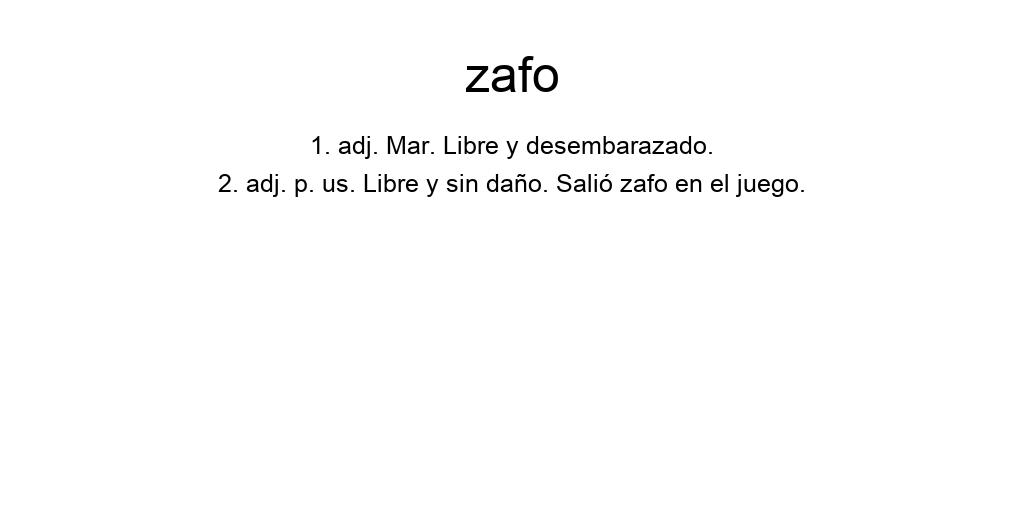 zafo
1. adj. Mar. Libre y desembarazado.
2. adj. p. us. Libre y sin daño. Salió zafo en el juego.